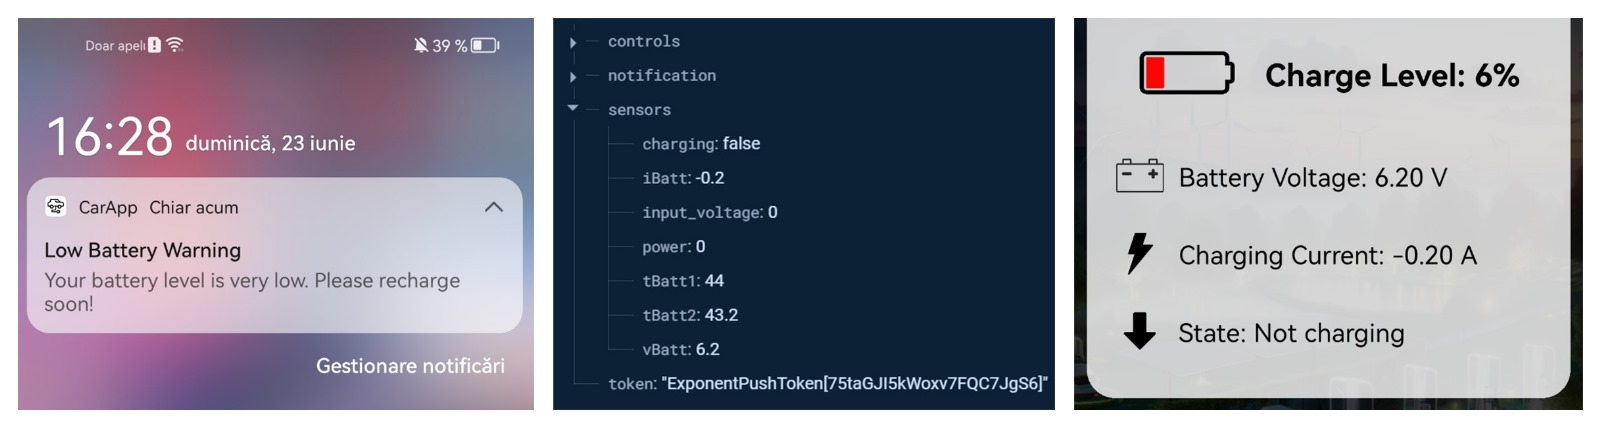 Doar apelu
39 %
16:28 duminică, 23 iunie
CarApp Chiar acum
Low Battery Warning
Your battery level is very low. Please recharge
soon!
Gestionare notificări
controls
notification
sensors
charging: false
iBatt: -0.2
input_voltage: 0
power: 0
tBatt1: 44
tBatt2: 43.2
vBatt: 6.2
token: "ExponentPushToken[75taGJI5kWoxv7FQC7JgS6]"
Charge Level: 6%
Battery Voltage: 6.20 V
Charging Current: -0.20 A
State: Not charging